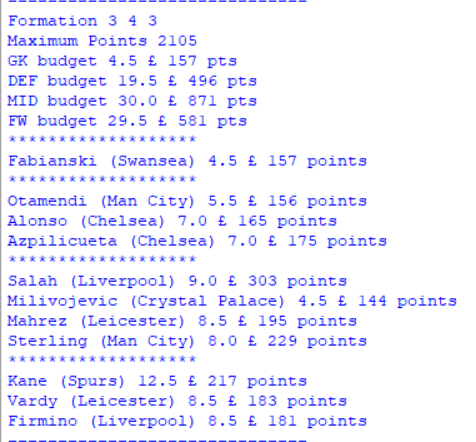 ------------------------------
Formation 3 4 3
Maximum Points 2105
GK budget 4.5 £ 157 pts
DEF budget 19.5 £ 496 pts
MID budget 30.0 £ 871 pts
FW budget 29.5 £ 581 pts
*******************
Fabianski (Swansea) 4.5 £ 157 points
*******************
Otamendi (Man City) 5.5 £ 156 points
Alonso (Chelsea) 7.0 £ 165 points
Azpilicueta (Chelsea) 7.0 £ 175 points
*******************
Salah (Liverpool) 9.0 £ 303 points
Milivojevic (Crystal Palace) 4.5 £ 144 points
Mahrez (Leicester) 8.5 £ 195 points
Sterling (Man City) 8.0 £ 229 points
*******************
Kane (Spurs) 12.5 £ 217 points
Vardy (Leicester) 8.5 £ 183 points
Firmino (Liverpool) 8.5 £ 181 points
------------------------------